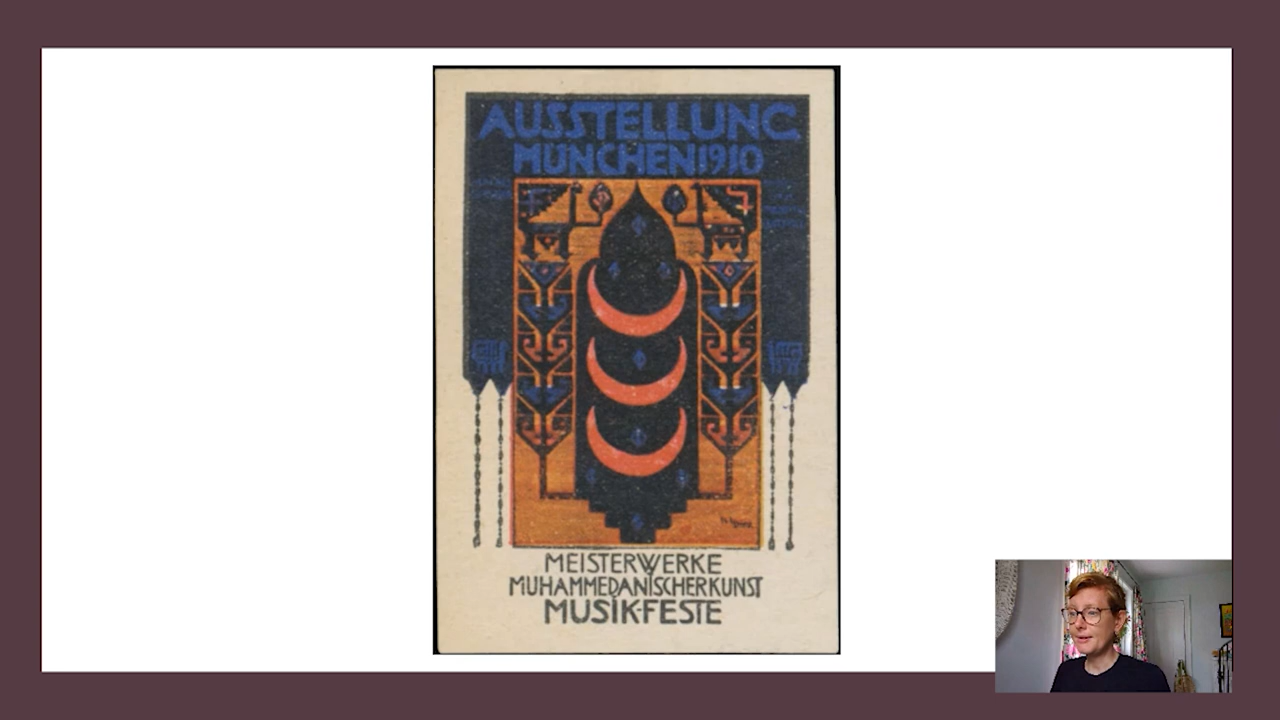 AUSSTELLUNG
MÜNCHEN 1910
MEISTERWERKE
MUHAMMEDANISCHER KUNST
MUSIK-FESTE